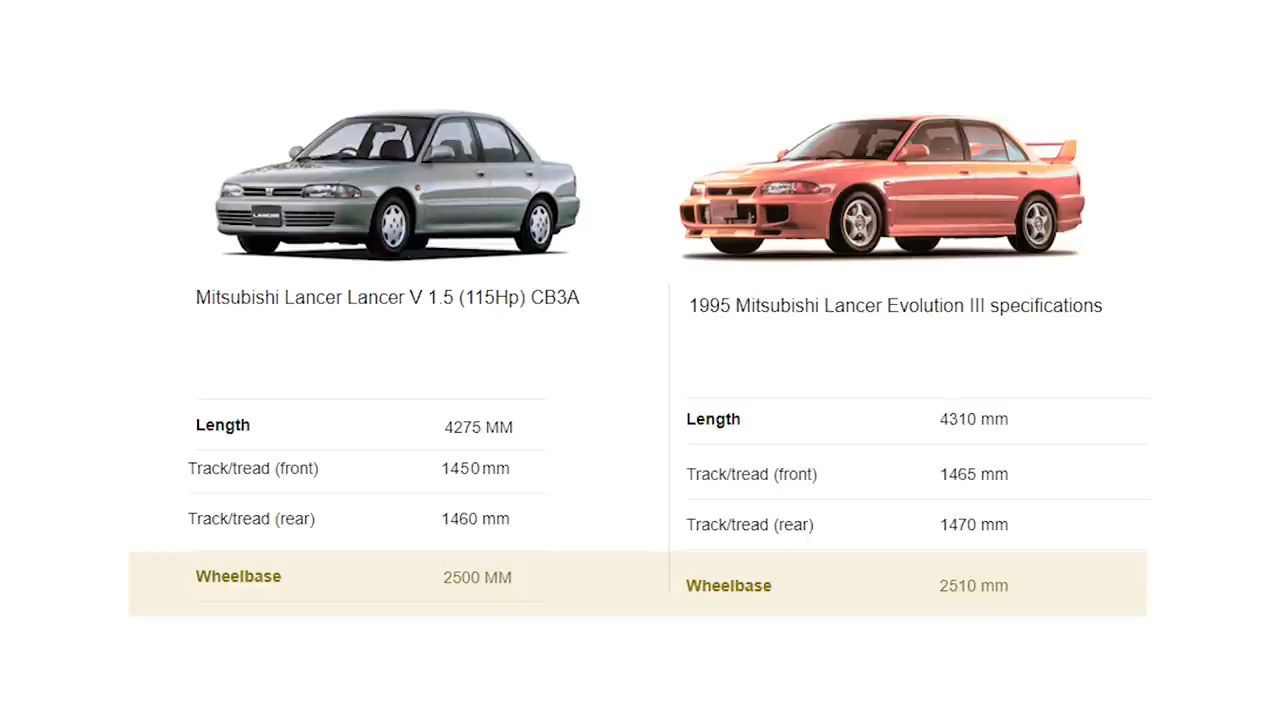 LANCER
Mitsubishi Lancer Lancer V 1.5 (115Hp) CB3A
Length 4275 MM
Track/tread (front) 1450 mm
Track/tread (rear) 1460 mm
Wheelbase 2500 MM
1995 Mitsubishi Lancer Evolution III specifications
Length 4310 mm
Track/tread (front) 1465 mm
Track/tread (rear) 1470 mm
Wheelbase 2510 mm